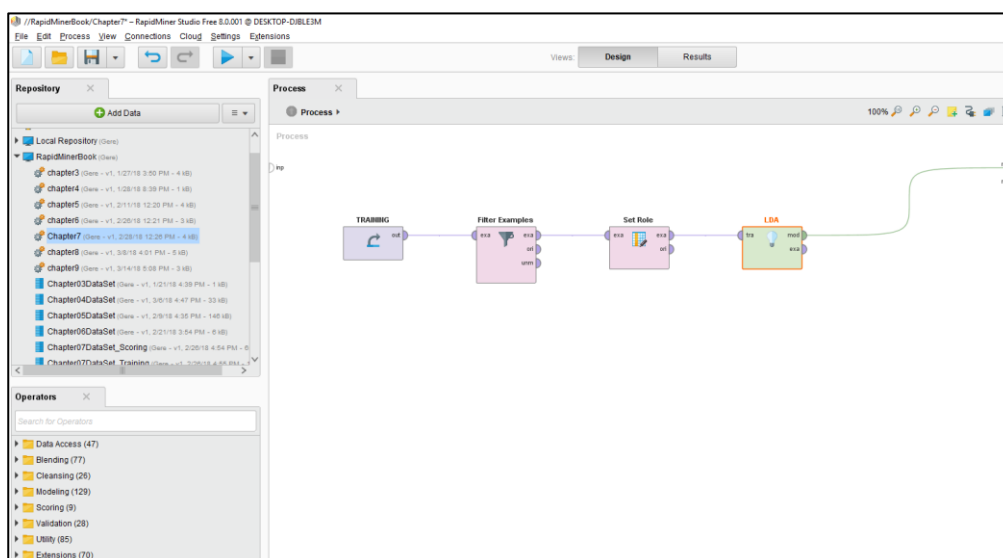 //RapidMinerBook/Chapter7* – RapidMiner Studio Free 8.0.001 @ DESKTOP-DJBLE3M
File Edit Process View Connections Cloud Settings Extensions
Views: Design Results
Repository
Add Data
Local Repository (Gere)
RapidMinerBook (Gere)
chapter3 (Gere - v1, 1/27/18 3:50 PM - 4 kB)
chapter4 (Gere - v1, 1/28/18 8:39 PM - 1 kB)
chapter5 (Gere - v1, 2/11/18 12:20 PM - 4 kB)
chapter6 (Gere - v1, 2/26/18 12:21 PM - 3 kB)
Chapter7 (Gere - v1, 2/28/18 12:26 PM - 4 kB)
chapter8 (Gere - v1, 3/8/18 4:01 PM - 5 kB)
chapter9 (Gere - v1, 3/14/18 5:08 PM - 3 kB)
Chapter03DataSet (Gere - v1, 1/21/18 4:39 PM - 1 kB)
Chapter04DataSet (Gere - v1, 3/6/18 4:47 PM - 33 kB)
Chapter05DataSet (Gere - v1, 2/9/18 4:35 PM - 146 kB)
Chapter06DataSet (Gere - v1, 2/21/18 3:54 PM - 6 kB)
Chapter07DataSet_Scoring (Gere - v1, 2/26/18 4:54 PM - 6
Chapter07DataSet_Training (Gere - v1, 2/26/18 4:55 PM -
Operators
Search for Operators
Data Access (47)
Blending (77)
Cleansing (26)
Modeling (129)
Scoring (9)
Validation (28)
Utility (85)
Extensions (70)
Process
Process
100%
Process
inp
TRAINING
out
Filter Examples
exa exa
ori
unm
Set Role
exa exa
ori
LDA
tra mod
exa